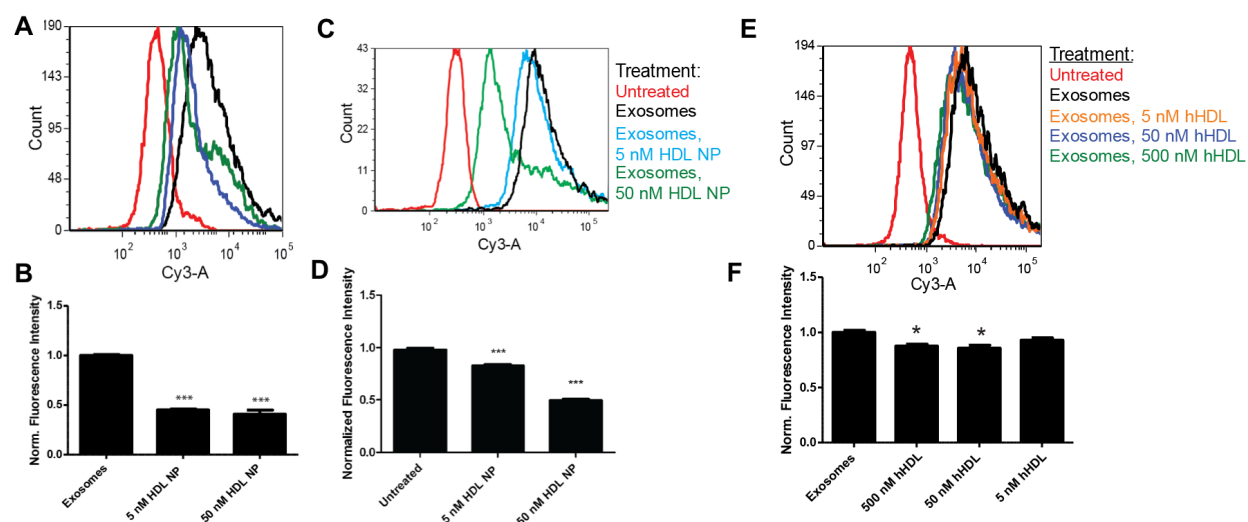 A
190
143
95
48
0
Count
10^2
10^3
10^4
10^5
Cy3-A
B
Norm. Fluorescence Intensity
1.5
1.0
0.5
0.0
***
***
Exosomes
5 nM HDL NP
50 nM HDL NP
C
43
32
22
11
0
Count
10^2
10^3
10^4
10^5
Cy3-A
Treatment:
Untreated
Exosomes
Exosomes,
5 nM HDL NP
Exosomes,
50 nM HDL NP
D
Normalized Fluorescence Intensity
1.5
1.0
0.5
0.0
***
***
Untreated
5 nM HDL NP
50 nM HDL NP
E
194
146
97
49
0
Count
10^2
10^3
10^4
10^5
Cy3-A
Treatment:
Untreated
Exosomes
Exosomes, 5 nM hHDL
Exosomes, 50 nM hHDL
Exosomes, 500 nM hHDL
F
Norm. Fluorescence Intensity
1.5
1.0
0.5
0.0
*
*
Exosomes
500 nM hHDL
50 nM hHDL
5 nM hHDL